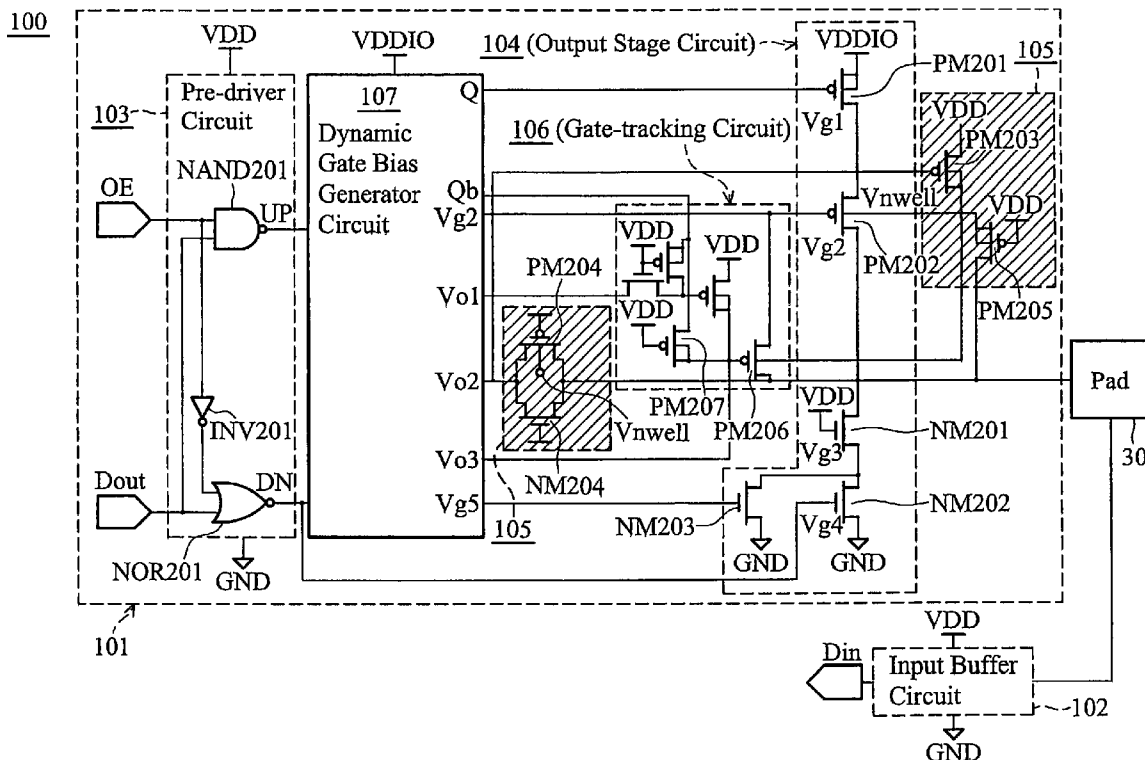 100
VDD
VDDIO
104 (Output Stage Circuit)
VDDIO
103
Pre-driver
Circuit
107
Dynamic
Gate Bias
Generator
Circuit
Q
PM201
105
Vg1
VDD
PM203
106 (Gate-tracking Circuit)
NAND201
OE
UP
Qb
Vg2
Vnwell
VDD
VDD
VDD
Vg2
PM202
PM204
Vo1
VDD
PM205
Pad
Vo2
INV201
Vnwell
PM207
PM206
VDD
NM201
30
Vg3
Dout
DN
Vo3
NM204
Vg5
105
NM203
Vg4
NM202
NOR201
GND
GND
GND
101
VDD
Din
Input Buffer
Circuit
102
GND